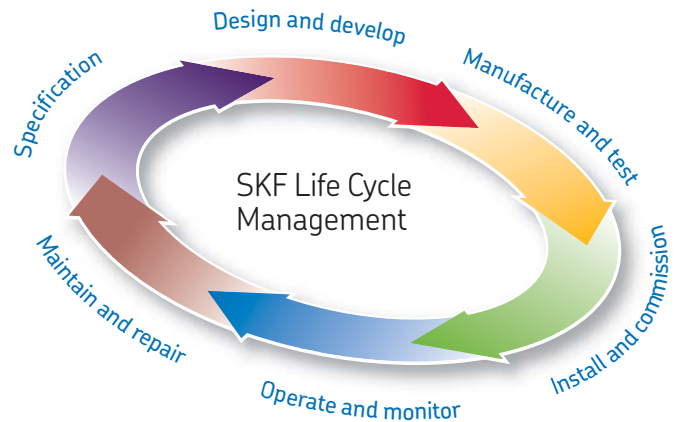 Design and develop
Specification
Manufacture and test
SKF Life Cycle
Management
Install and commission
Maintain and repair
Operate and monitor